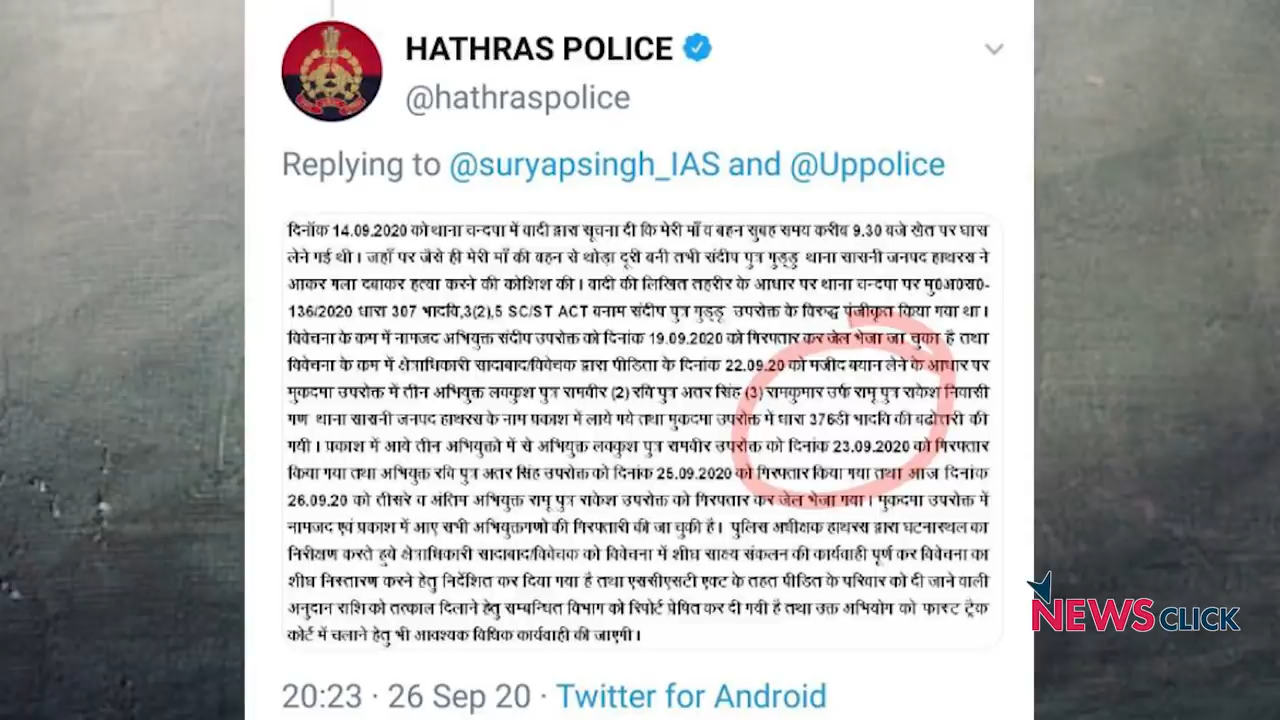 HATHRAS POLICE
@hathraspolice
Replying to @suryapsingh_IAS and @Uppolice
दिनॉक 14.09.2020 को थाना चन्दपा में वादी द्वारा सूचना दी कि मेरी माँ व बहन सुबह समय करीब 9.30 बजे खेत पर घास
लेने गई थी । जहाँ पर जैसे ही मेरी माँ की बहन से थोड़ा दूरी बनी तभी संदीप पुत्र गुड्डु थाना सासनी जनपद हाथरस ने
आकर गला दबाकर हत्या करने की कोशिश की । वादी की लिखित तहरीर के आधार पर थाना चन्दपा पर मु0अ0स0-
136/2020 धारा 307 भादवि,3(2),5 SC/ST ACT बनाम संदीप पुत्र गुड्डू उपरोक्त के विरुद्ध पंजीकृत किया गया था ।
विवेचना के कम में नामजद अभियुक्त संदीप उपरोक्त को दिनांक 19.09.2020 को गिरफ्तार कर जेल भेजा जा चुका है तथा
विवेचना के कम में क्षेत्राधिकारी सादाबाद/विवेचक द्वारा पीडिता के दिनांक 22.09.20 को मजीद बयान लेने के आधार पर
मुकदमा उपरोक्त में तीन अभियुक्त लवकुश पुत्र रामवीर (2) रवि पुत्र अतर सिंह (3) रामकुमार उर्फ रामू पुत्र राकेश निवासी
गण थाना सासनी जनपद हाथरस के नाम प्रकाश में लाये गये तथा मुकदमा उपरोक्त में धारा 376डी भादवि की बढोत्तरी की
गयी । प्रकाश में आये तीन अभियुक्तो में से अभियुक्त लवकुश पुत्र रामवीर उपरोक्त को दिनांक 23.09.2020 को गिरफ्तार
किया गया तथा अभियुक्त रवि पुत्र अतर सिंह उपरोक्त को दिनांक 25.09.2020 को गिरफ्तार किया गया तथा आज दिनांक
26.09.20 को तीसरे व अंतिम अभियुक्त रामू पुत्र राकेश उपरोक्त को गिरफ्तार कर जेल भेजा गया । मुकदमा उपरोक्त में
नामजद एवं प्रकाश में आए सभी अभियुक्तगणो की गिरफ्तारी की जा चुकी है । पुलिस अधीक्षक हाथरस द्वारा घटनास्थल का
निरीक्षण करते हुये क्षेत्राधिकारी सादाबाद/विवेचक को विवेचना में शीघ्र साक्ष्य संकलन की कार्यवाही पूर्ण कर विवेचना का
शीघ्र निस्तारण करने हेतु निर्देशित कर दिया गया है तथा एससीएसटी एक्ट के तहत पीडित के परिवार को दी जाने वाली
अनुदान राशि को तत्काल दिलाने हेतु सम्बन्धित विभाग को रिपोर्ट प्रेषित कर दी गयी है तथा उक्त अभियोग को फास्ट ट्रैक
कोर्ट में चलाने हेतु भी आवश्यक विधिक कार्यवाही की जाएगी ।
20:23 · 26 Sep 20 · Twitter for Android
NEWSCLICK